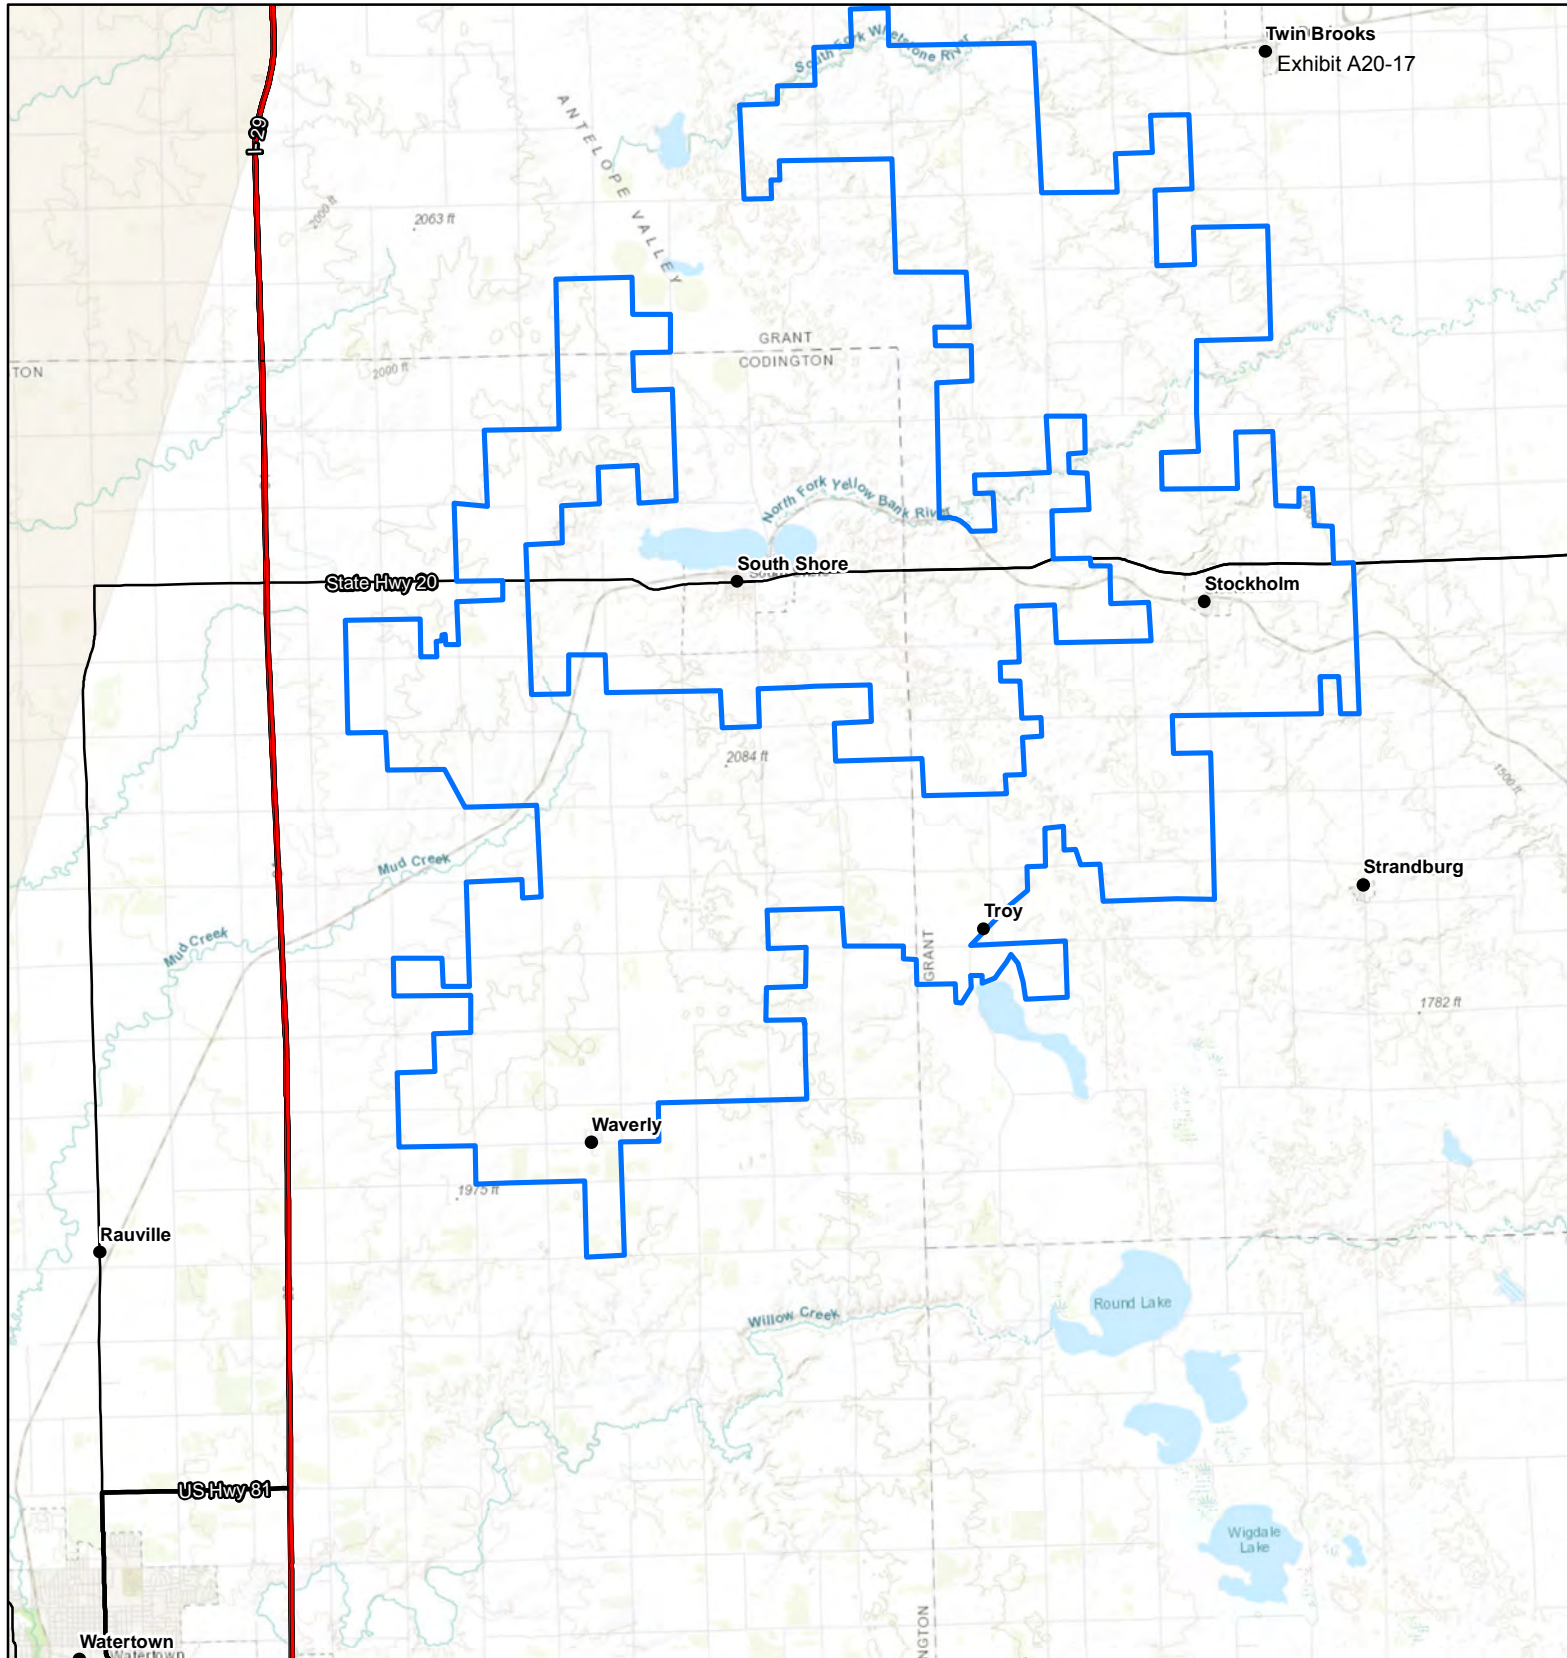 Twin Brooks
Exhibit A20-17
South Fork Whetstone River
I-29
ANTELOPE VALLEY
2000 ft
2063 ft
GRANT
CODINGTON
TON
2000 ft
North Fork Yellow Bank River
South Shore
State Hwy 20
Stockholm
2084 ft
1500 ft
Mud Creek
Strandburg
Troy
Mud Creek
GRANT
1782 ft
Waverly
1975 ft
Rauville
Round Lake
Willow Creek
US Hwy 81
Wigdale
Lake
NGTON
Watertown
Watertown